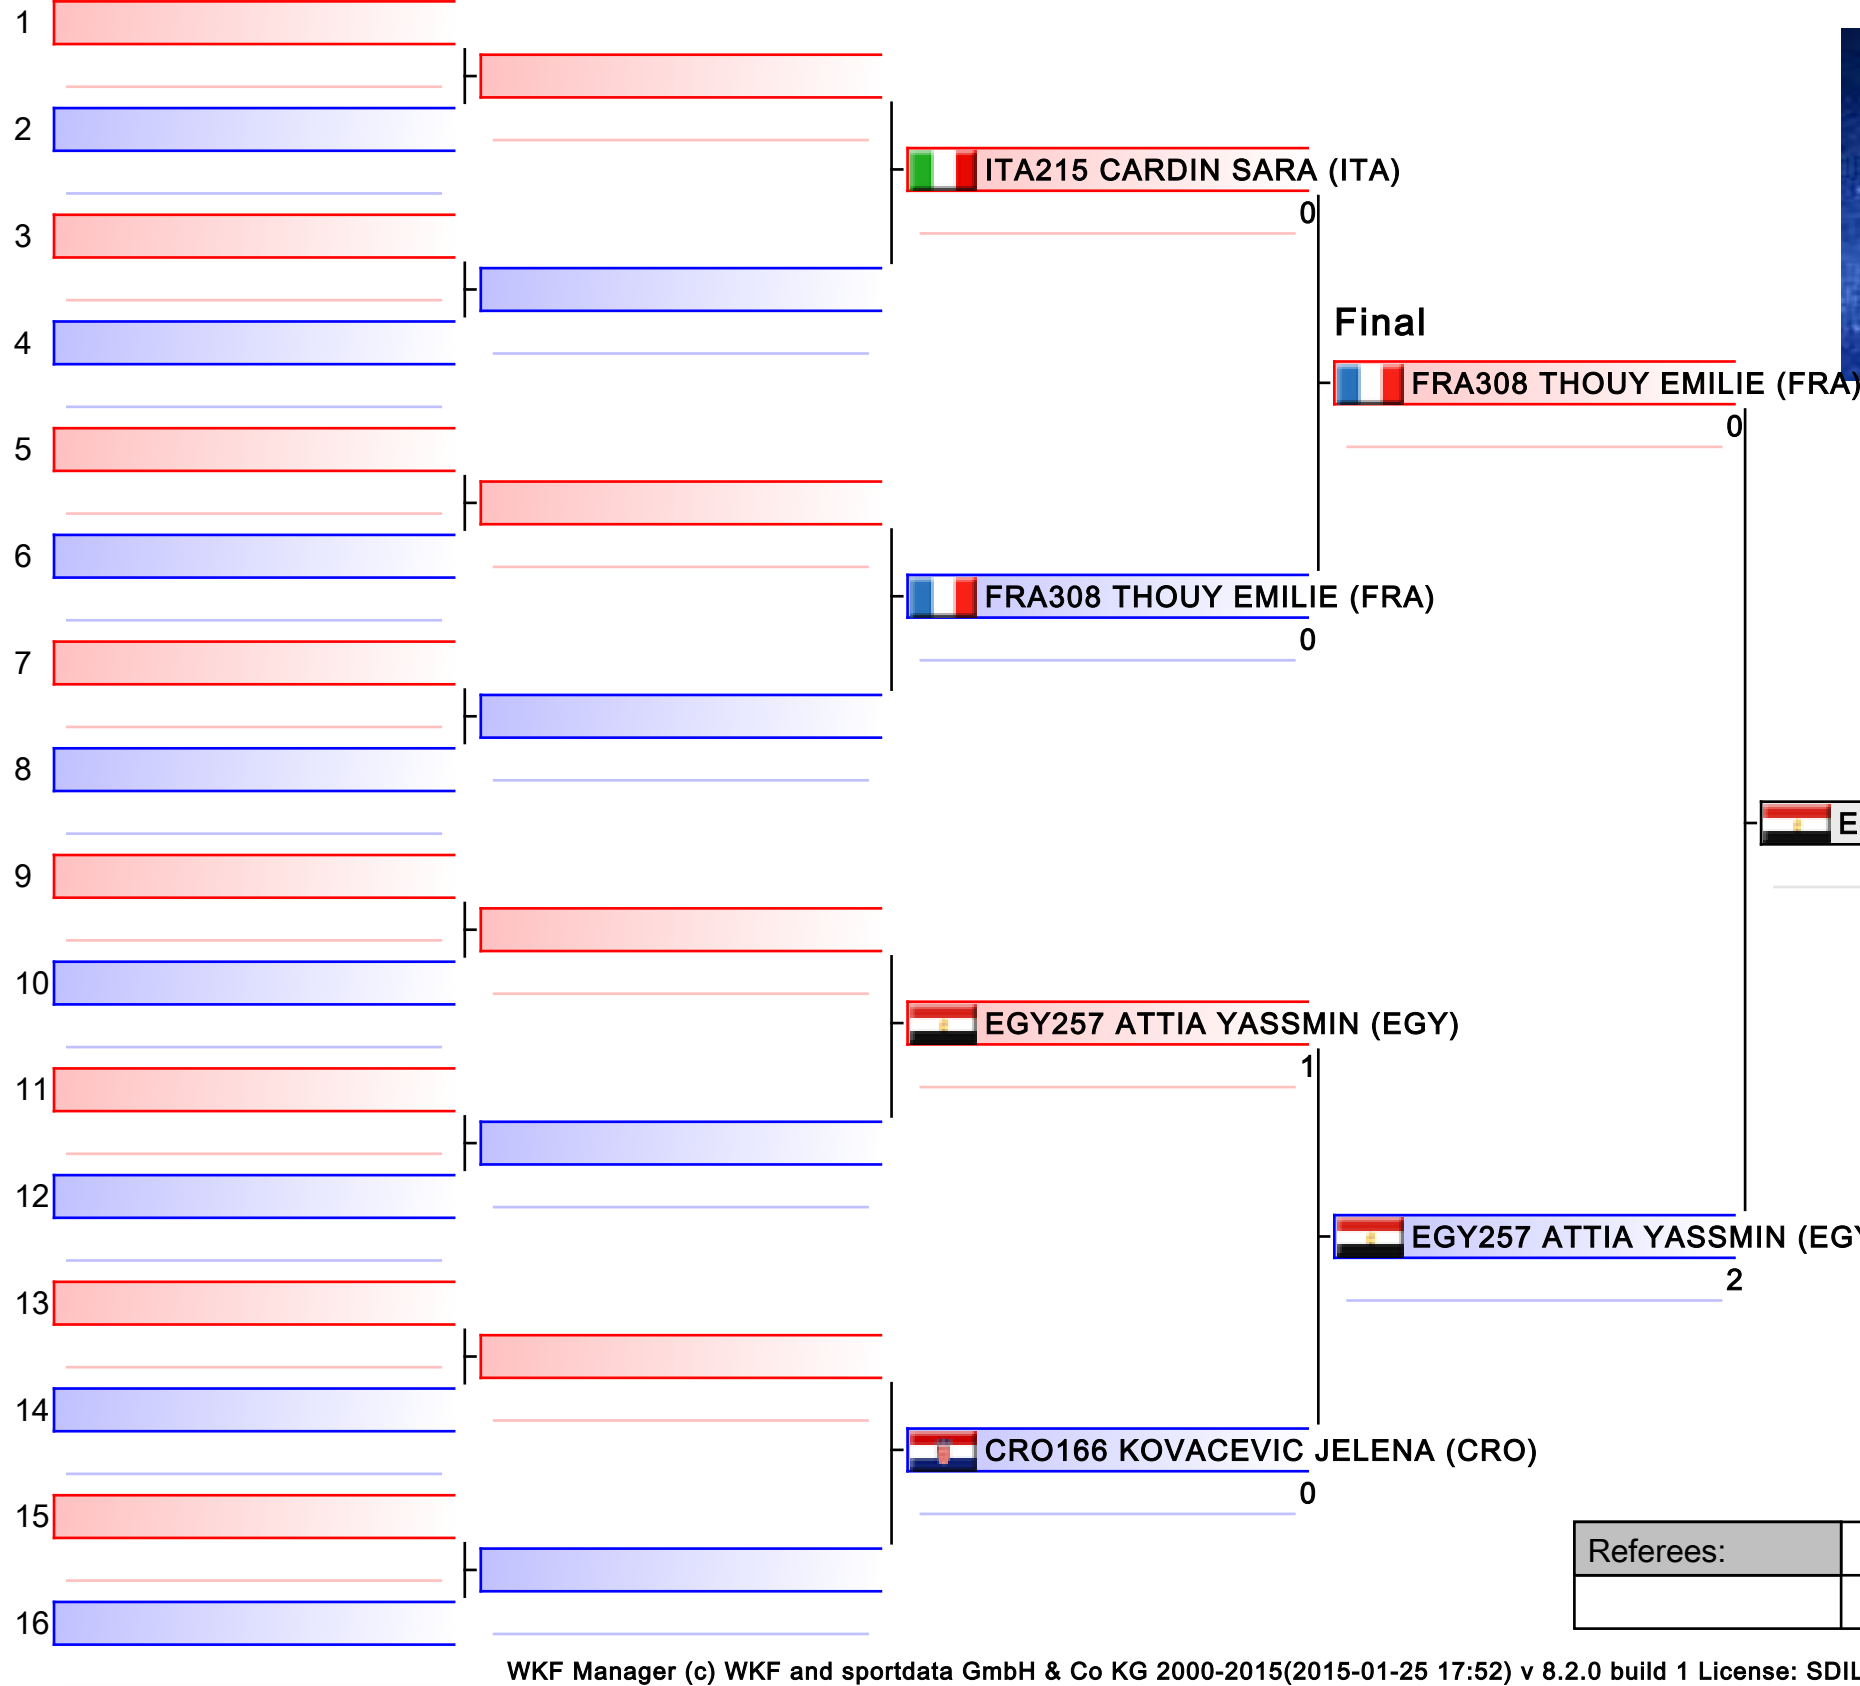 1
2
ITA215 CARDIN SARA (ITA)
0
3
Final
4
FRA308 THOUY EMILIE (FRA)
0
5
6
FRA308 THOUY EMILIE (FRA)
0
7
8
E
9
10
EGY257 ATTIA YASSMIN (EGY)
1
11
12
EGY257 ATTIA YASSMIN (EGY
2
13
14
CRO166 KOVACEVIC JELENA (CRO)
0
15
Referees:
16
WKF Manager (c) WKF and sportdata GmbH & Co KG 2000-2015(2015-01-25 17:52) v 8.2.0 build 1 License: SDIL